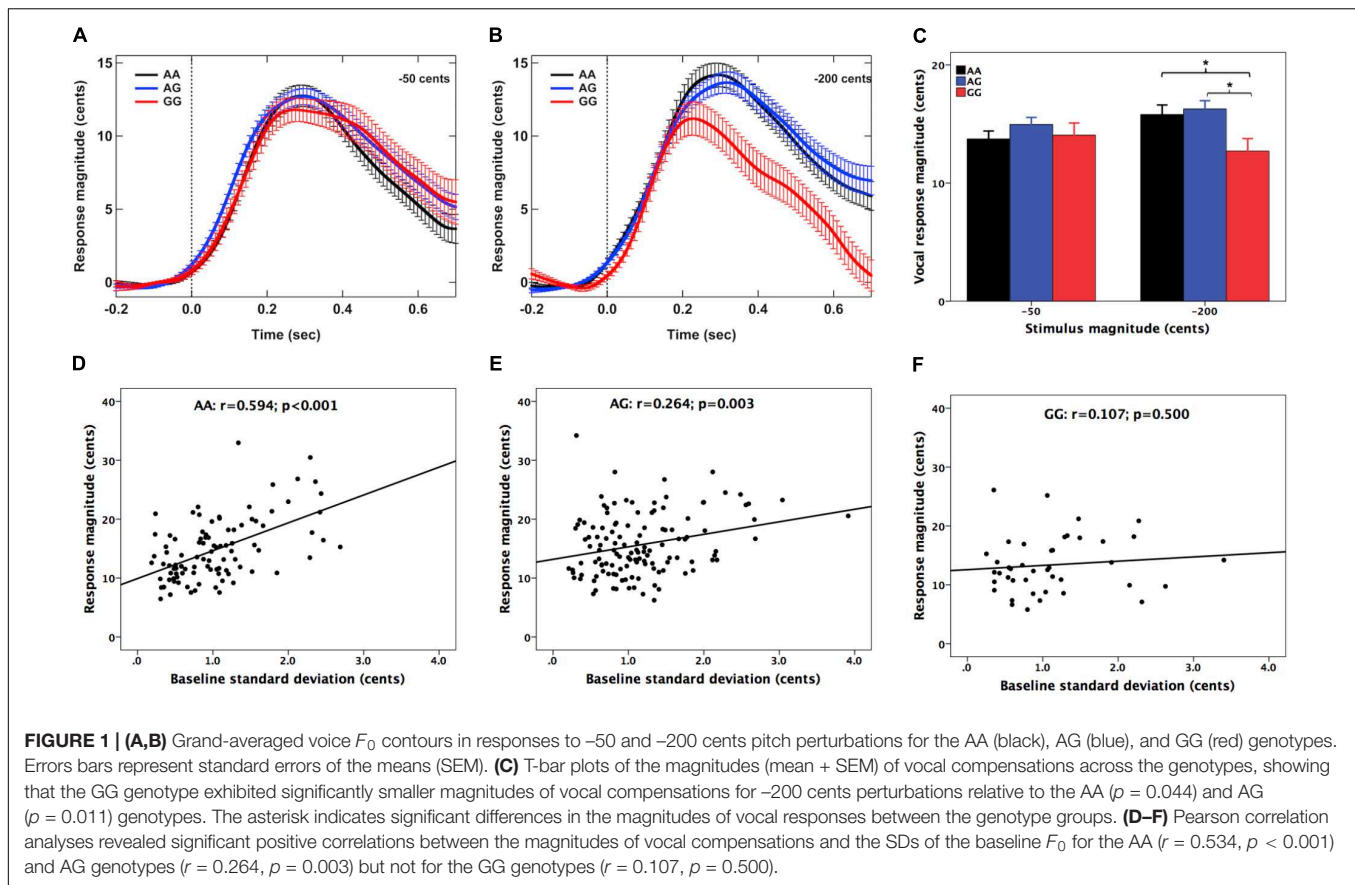 A
15
10
5
0
Response magnitude (cents)
AA
AG
GG
-50 cents
-0.2 0.0 0.2 0.4 0.6
Time (sec)
B
15
10
5
0
Response magnitude (cents)
AA
AG
GG
-200 cents
-0.2 0.0 0.2 0.4 0.6
Time (sec)
C
20
10
0
Vocal response magnitude (cents)
AA
AG
GG
*
*
-50 -200
Stimulus magnitude (cents)
D
40
30
20
10
0
Response magnitude (cents)
AA: r=0.594; p<0.001
.0 1.0 2.0 3.0 4.0
Baseline standard deviation (cents)
E
40
30
20
10
0
Response magnitude (cents)
AG: r=0.264; p=0.003
.0 1.0 2.0 3.0 4.0
Baseline standard deviation (cents)
F
40
30
20
10
0
Response magnitude (cents)
GG: r=0.107; p=0.500
.0 1.0 2.0 3.0 4.0
Baseline standard deviation (cents)
FIGURE 1 | (A,B) Grand-averaged voice F0 contours in responses to –50 and –200 cents pitch perturbations for the AA (black), AG (blue), and GG (red) genotypes.
Errors bars represent standard errors of the means (SEM). (C) T-bar plots of the magnitudes (mean + SEM) of vocal compensations across the genotypes, showing
that the GG genotype exhibited significantly smaller magnitudes of vocal compensations for –200 cents perturbations relative to the AA (p = 0.044) and AG
(p = 0.011) genotypes. The asterisk indicates significant differences in the magnitudes of vocal responses between the genotype groups. (D–F) Pearson correlation
analyses revealed significant positive correlations between the magnitudes of vocal compensations and the SDs of the baseline F0 for the AA (r = 0.534, p < 0.001)
and AG genotypes (r = 0.264, p = 0.003) but not for the GG genotypes (r = 0.107, p = 0.500).